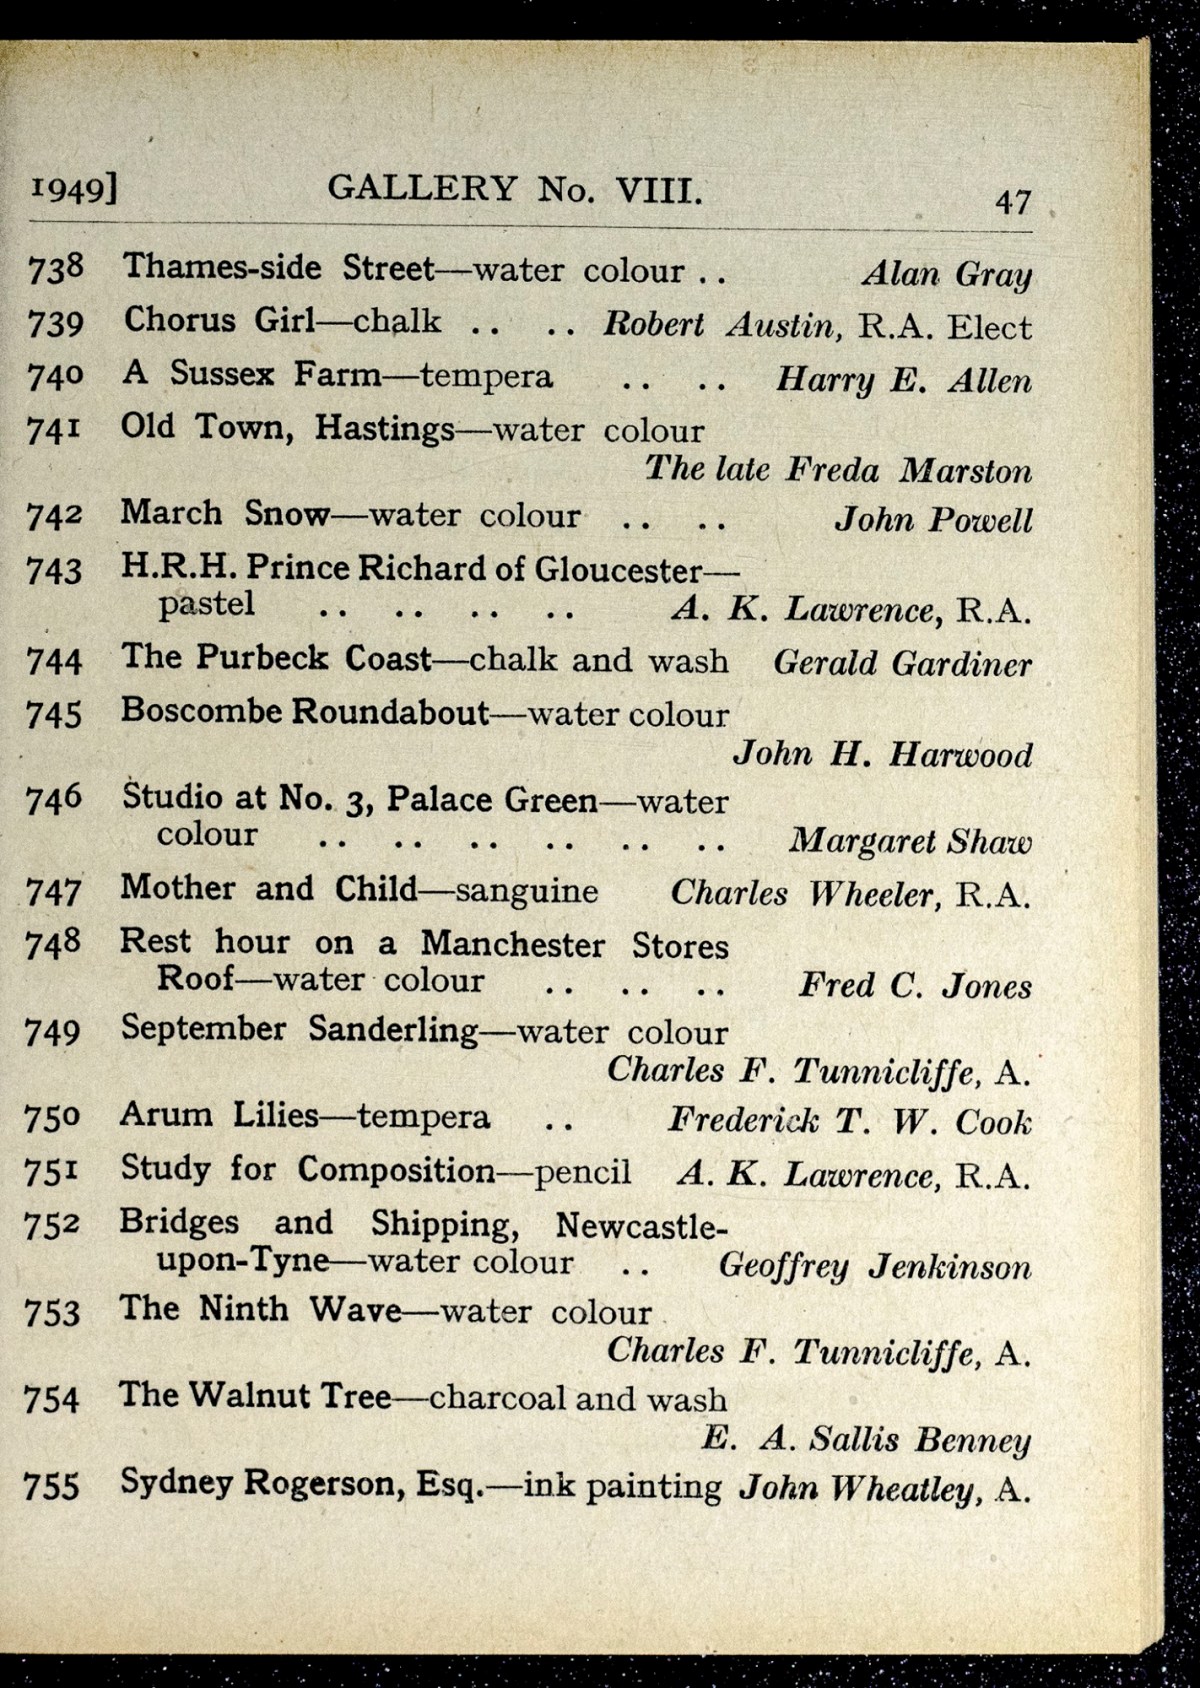 1949] GALLERY No. VIII. 47
738 Thames-side Street—water colour .. Alan Gray
739 Chorus Girl—chalk .. .. Robert Austin, R.A. Elect
740 A Sussex Farm—tempera .. .. Harry E. Allen
741 Old Town, Hastings—water colour
The late Freda Marston
742 March Snow—water colour .. .. John Powell
743 H.R.H. Prince Richard of Gloucester—
pastel .. .. .. .. A. K. Lawrence, R.A.
744 The Purbeck Coast—chalk and wash Gerald Gardiner
745 Boscombe Roundabout—water colour
John H. Harwood
746 Studio at No. 3, Palace Green—water
colour .. .. .. .. .. .. Margaret Shaw
747 Mother and Child—sanguine Charles Wheeler, R.A.
748 Rest hour on a Manchester Stores
Roof—water colour .. .. .. Fred C. Jones
749 September Sanderling—water colour
Charles F. Tunnicliffe, A.
750 Arum Lilies—tempera .. Frederick T. W. Cook
751 Study for Composition—pencil A. K. Lawrence, R.A.
752 Bridges and Shipping, Newcastle-
upon-Tyne—water colour .. Geoffrey Jenkinson
753 The Ninth Wave—water colour
Charles F. Tunnicliffe, A.
754 The Walnut Tree—charcoal and wash
E. A. Sallis Benney
755 Sydney Rogerson, Esq.—ink painting John Wheatley, A.